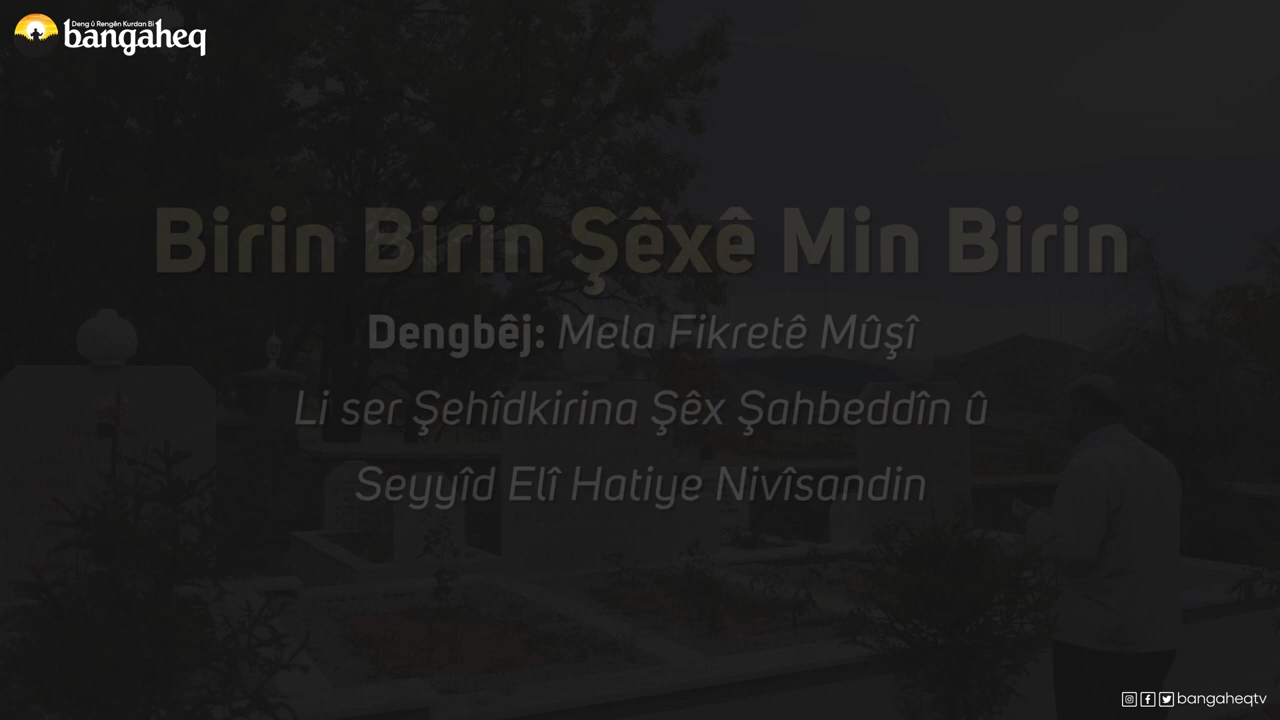 Deng û Rengên Kurdan Bi
bangaheq
Birin Birin Şêxê Min Birin
Dengbêj: Mela Fikretê Mûşî
Li ser Şehîdkirina Şêx Şahbeddîn û
Seyyîd Elî Hatiye Nivîsandin
bangaheqtv